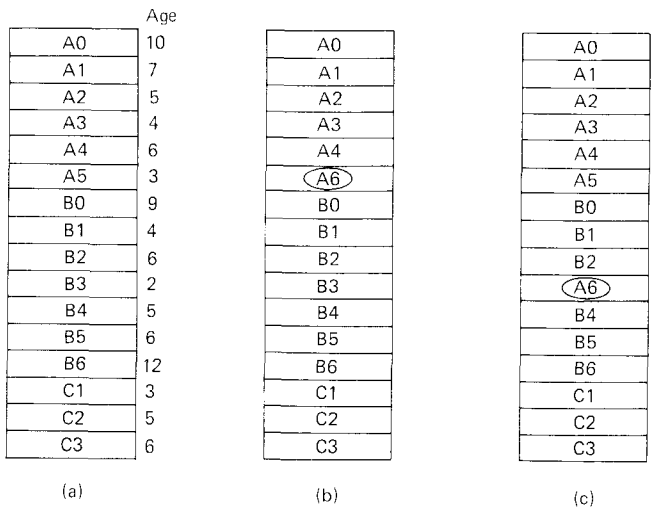 Age
A0 10
A1 7
A2 5
A3 4
A4 6
A5 3
B0 9
B1 4
B2 6
B3 2
B4 5
B5 6
B6 12
C1 3
C2 5
C3 6
(a)
A0
A1
A2
A3
A4
A6
B0
B1
B2
B3
B4
B5
B6
C1
C2
C3
(b)
A0
A1
A2
A3
A4
A5
B0
B1
B2
A6
B4
B5
B6
C1
C2
C3
(c)